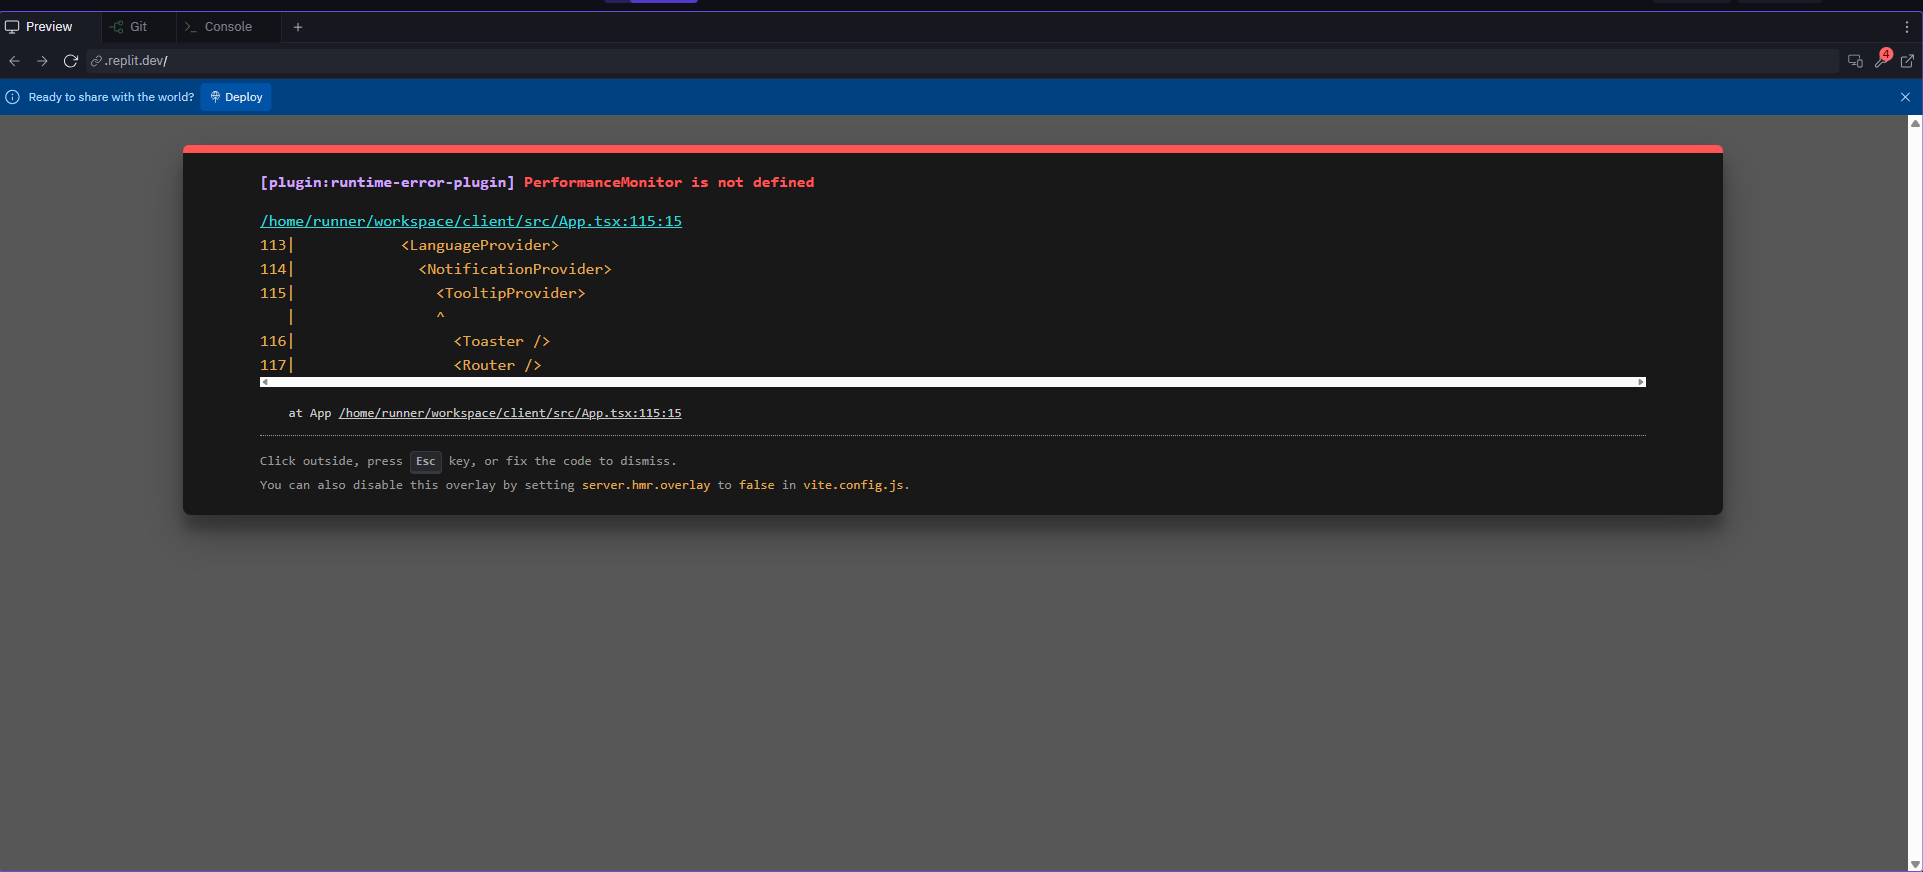 Preview
Git
Console
.replit.dev/
4
Ready to share with the world?
Deploy
[plugin:runtime-error-plugin] PerformanceMonitor is not defined
/home/runner/workspace/client/src/App.tsx:115:15
113|            <LanguageProvider>
114|              <NotificationProvider>
115|                <TooltipProvider>
   |                ^
116|                  <Toaster />
117|                  <Router />
at App /home/runner/workspace/client/src/App.tsx:115:15
Click outside, press Esc key, or fix the code to dismiss.
You can also disable this overlay by setting server.hmr.overlay to false in vite.config.js.